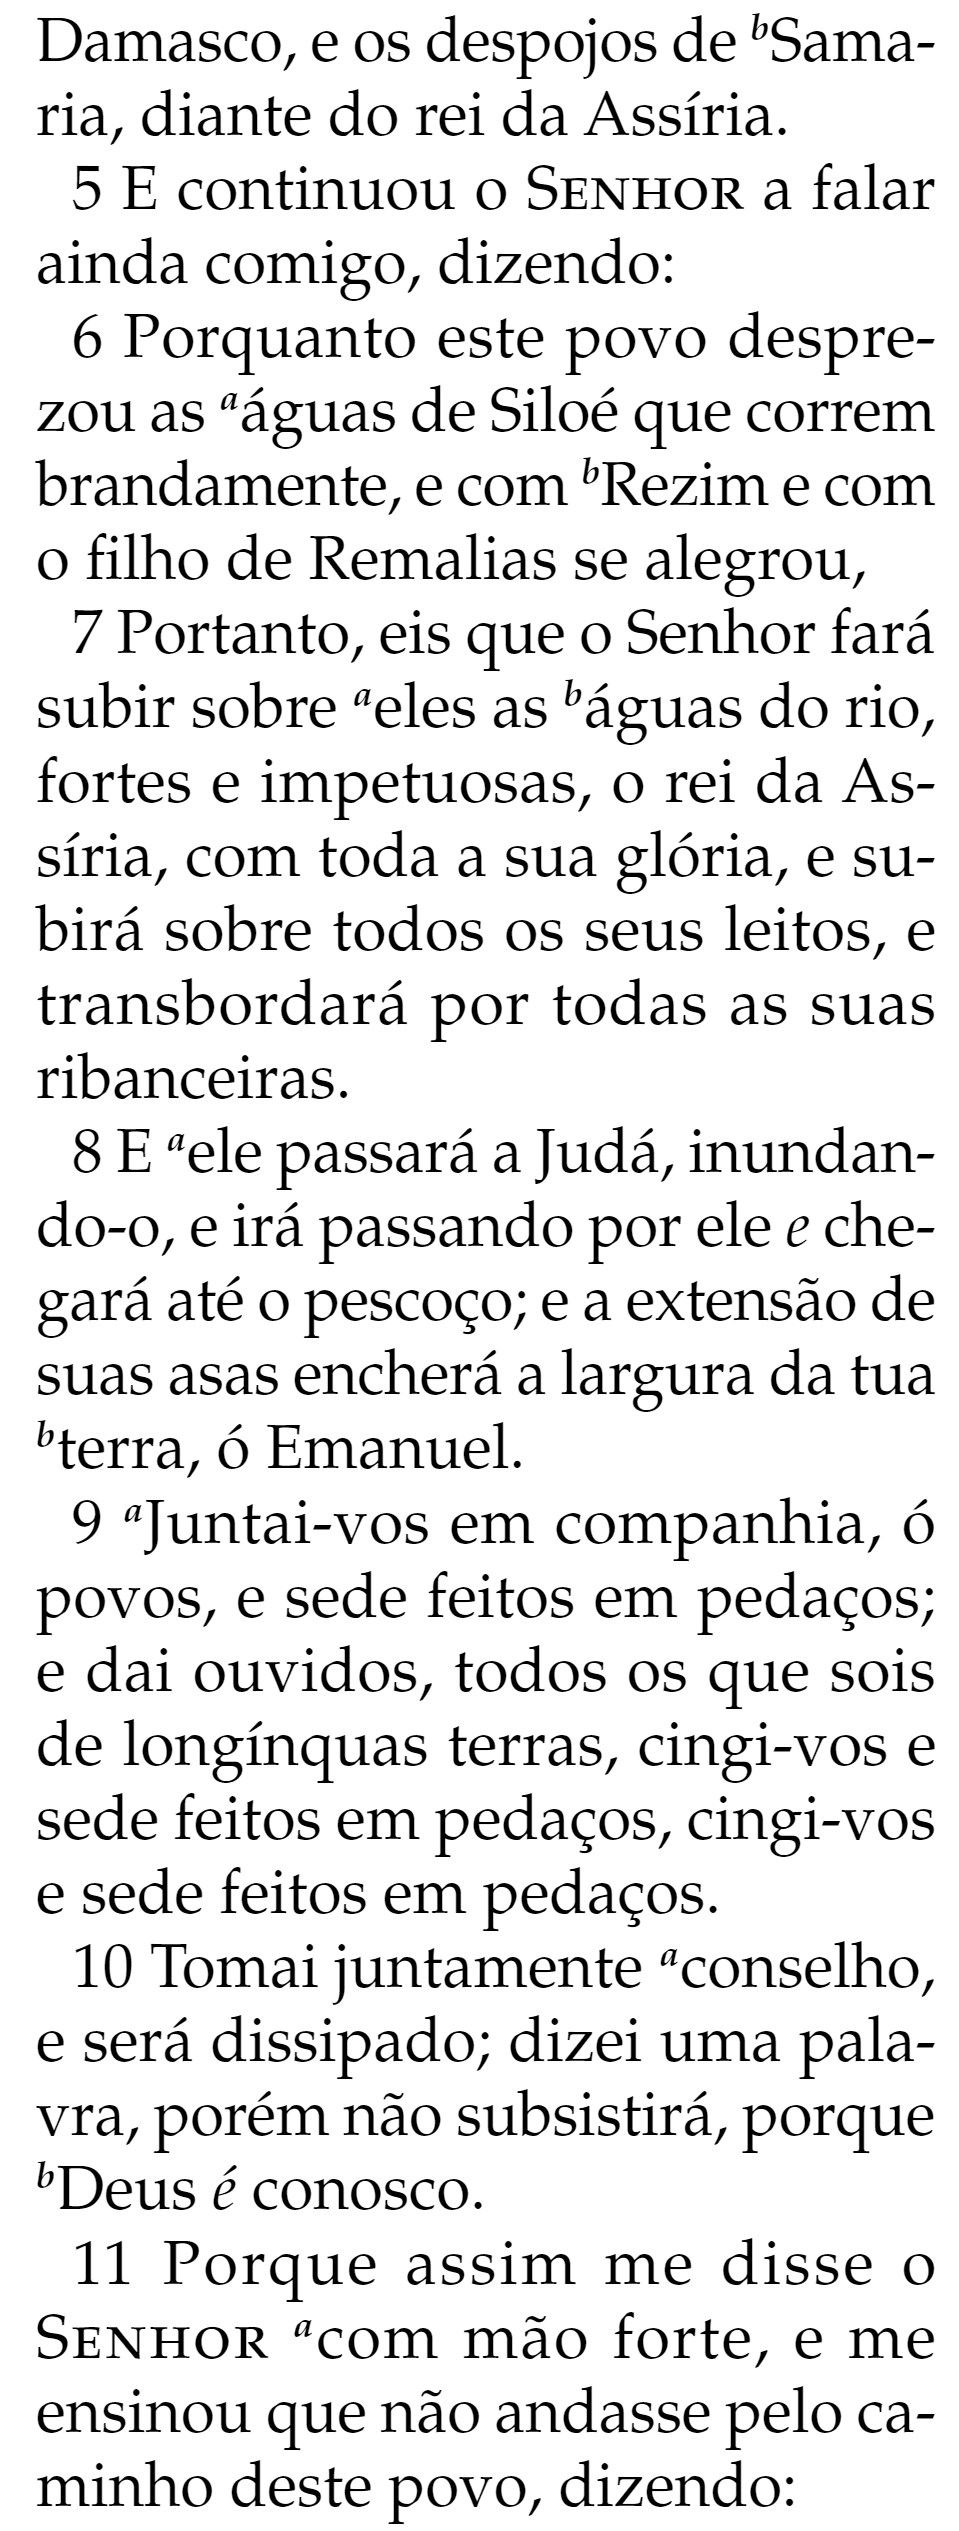 Damasco, e os despojos de bSama-
ria, diante do rei da Assíria.
5 E continuou o SENHOR a falar
ainda comigo, dizendo:
6 Porquanto este povo despre-
zou as aáguas de Siloé que correm
brandamente, e com bRezim e com
o filho de Remalias se alegrou,
7 Portanto, eis que o Senhor fará
subir sobre aeles as báguas do rio,
fortes e impetuosas, o rei da As-
síria, com toda a sua glória, e su-
birá sobre todos os seus leitos, e
transbordará por todas as suas
ribanceiras.
8 E aele passará a Judá, inundan-
do-o, e irá passando por ele e che-
gará até o pescoço; e a extensão de
suas asas encherá a largura da tua
bterra, ó Emanuel.
9 aJuntai-vos em companhia, ó
povos, e sede feitos em pedaços;
e dai ouvidos, todos os que sois
de longínquas terras, cingi-vos e
sede feitos em pedaços, cingi-vos
e sede feitos em pedaços.
10 Tomai juntamente aconselho,
e será dissipado; dizei uma pala-
vra, porém não subsistirá, porque
bDeus é conosco.
11 Porque assim me disse o
SENHOR acom mão forte, e me
ensinou que não andasse pelo ca-
minho deste povo, dizendo: